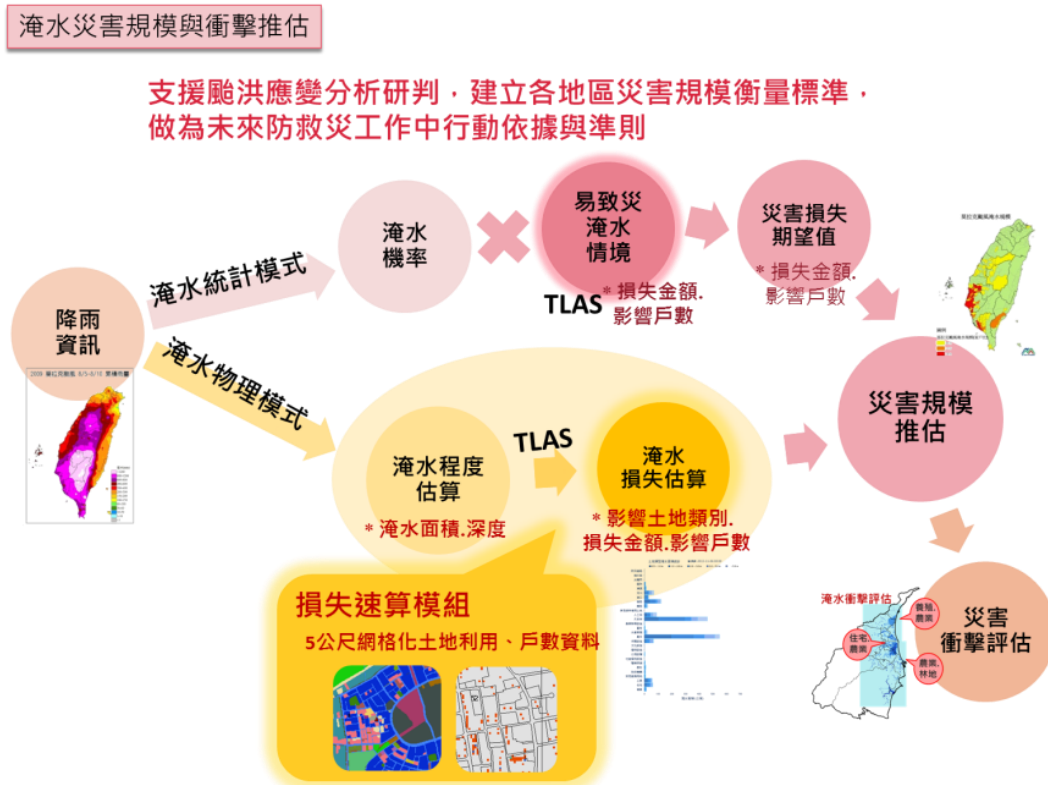 淹水災害規模與衝擊推估
支援颱洪應變分析研判，建立各地區災害規模衡量標準，
做為未來防救災工作中行動依據與準則
降雨
資訊
淹水統計模式
淹水物理模式
淹水
機率
易致災
淹水
情境
TLAS
* 損失金額.
影響戶數
災害損失
期望值
* 損失金額.
影響戶數
淹水程度
估算
* 淹水面積.深度
TLAS
淹水
損失估算
* 影響土地類別.
損失金額.影響戶數
損失速算模組
5公尺網格化土地利用、戶數資料
災害規模
推估
災害
衝擊評估
淹水衝擊評估
養殖,
農業
住宅,
農業
農業,
林地